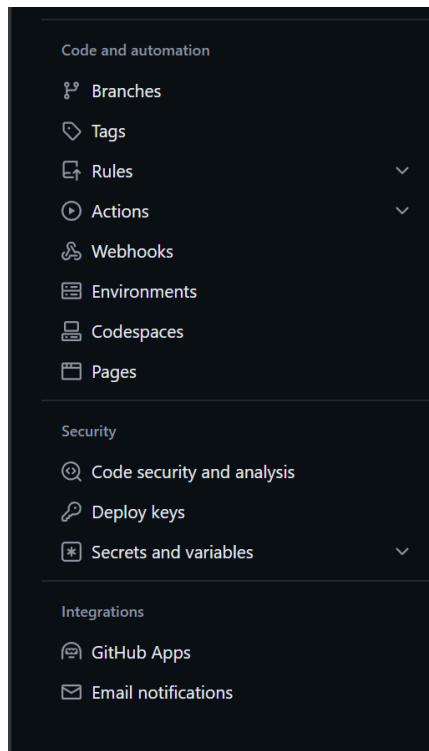 Code and automation
Branches
Tags
Rules
Actions
Webhooks
Environments
Codespaces
Pages
Security
Code security and analysis
Deploy keys
Secrets and variables
Integrations
GitHub Apps
Email notifications